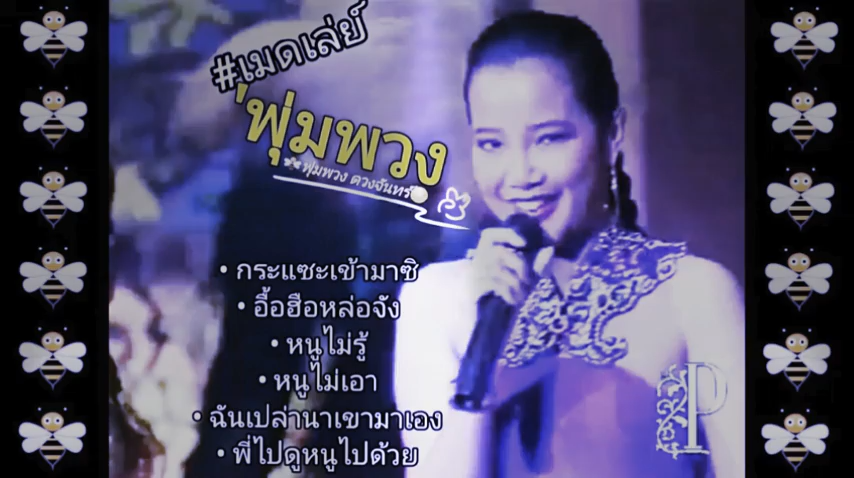 #เมดเล่ย์
'พุ่มพวง
พุ่มพวง ดวงจันทร์
• กระแซะเข้ามาซิ
• อื้อฮือหล่อจัง
• หนูไม่รู้
• หนูไม่เอา
• ฉันเปล่านาเขามาเอง
• พี่ไปดูหนูไปด้วย
P